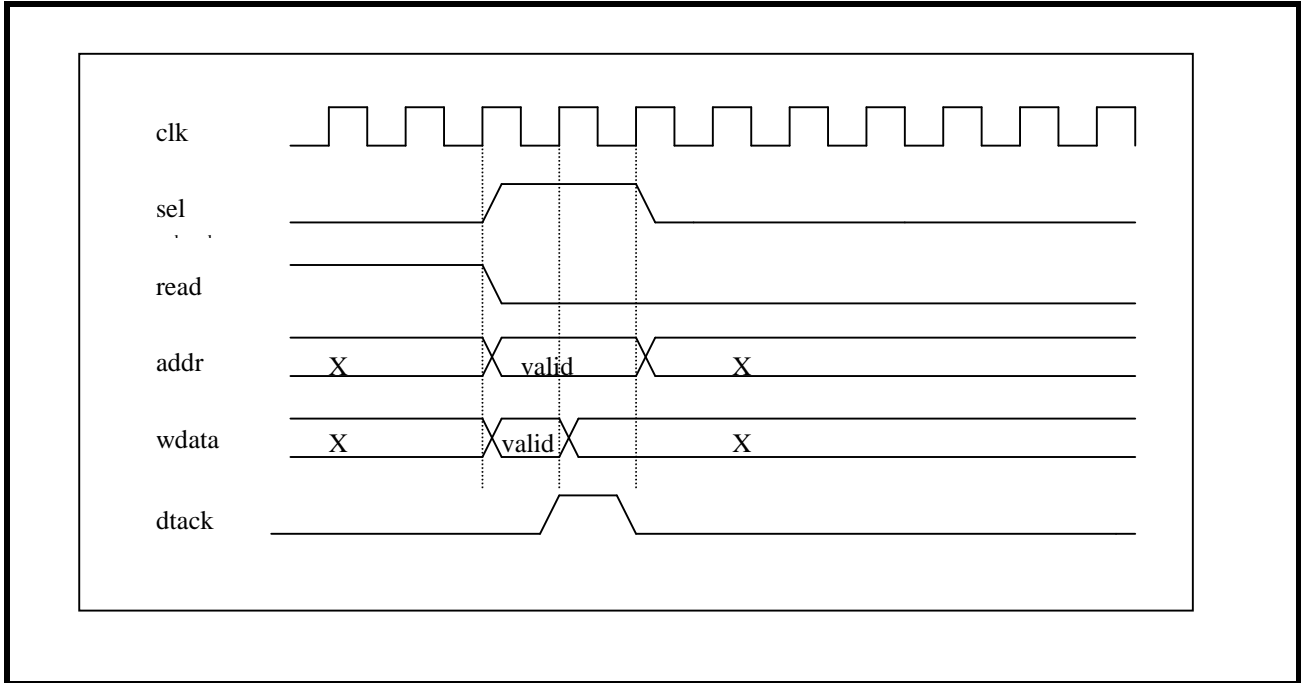 clk
sel
read
addr X valid X
wdata X valid X
dtack